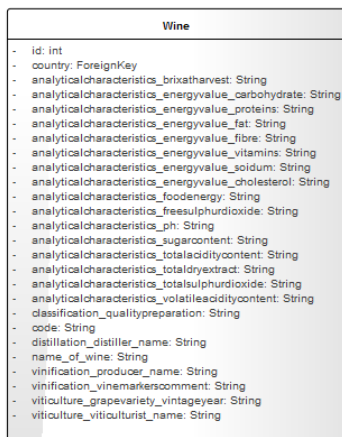 Wine
- id: int
- country: ForeignKey
- analyticalcharacteristics_brixatharvest: String
- analyticalcharacteristics_energyvalue_carbohydrate: String
- analyticalcharacteristics_energyvalue_proteins: String
- analyticalcharacteristics_energyvalue_fat: String
- analyticalcharacteristics_energyvalue_fibre: String
- analyticalcharacteristics_energyvalue_vitamins: String
- analyticalcharacteristics_energyvalue_soidum: String
- analyticalcharacteristics_energyvalue_cholesterol: String
- analyticalcharacteristics_foodenergy: String
- analyticalcharacteristics_freesulphurdioxide: String
- analyticalcharacteristics_ph: String
- analyticalcharacteristics_sugarcontent: String
- analyticalcharacteristics_totalaciditycontent: String
- analyticalcharacteristics_totaldryextract: String
- analyticalcharacteristics_totalsulphurdioxide: String
- analyticalcharacteristics_volatileaciditycontent: String
- classification_qualitypreparation: String
- code: String
- distillation_distiller_name: String
- name_of_wine: String
- vinification_producer_name: String
- vinification_vinemarkerscomment: String
- viticulture_grapevariety_vintageyear: String
- viticulture_viticulturist_name: String